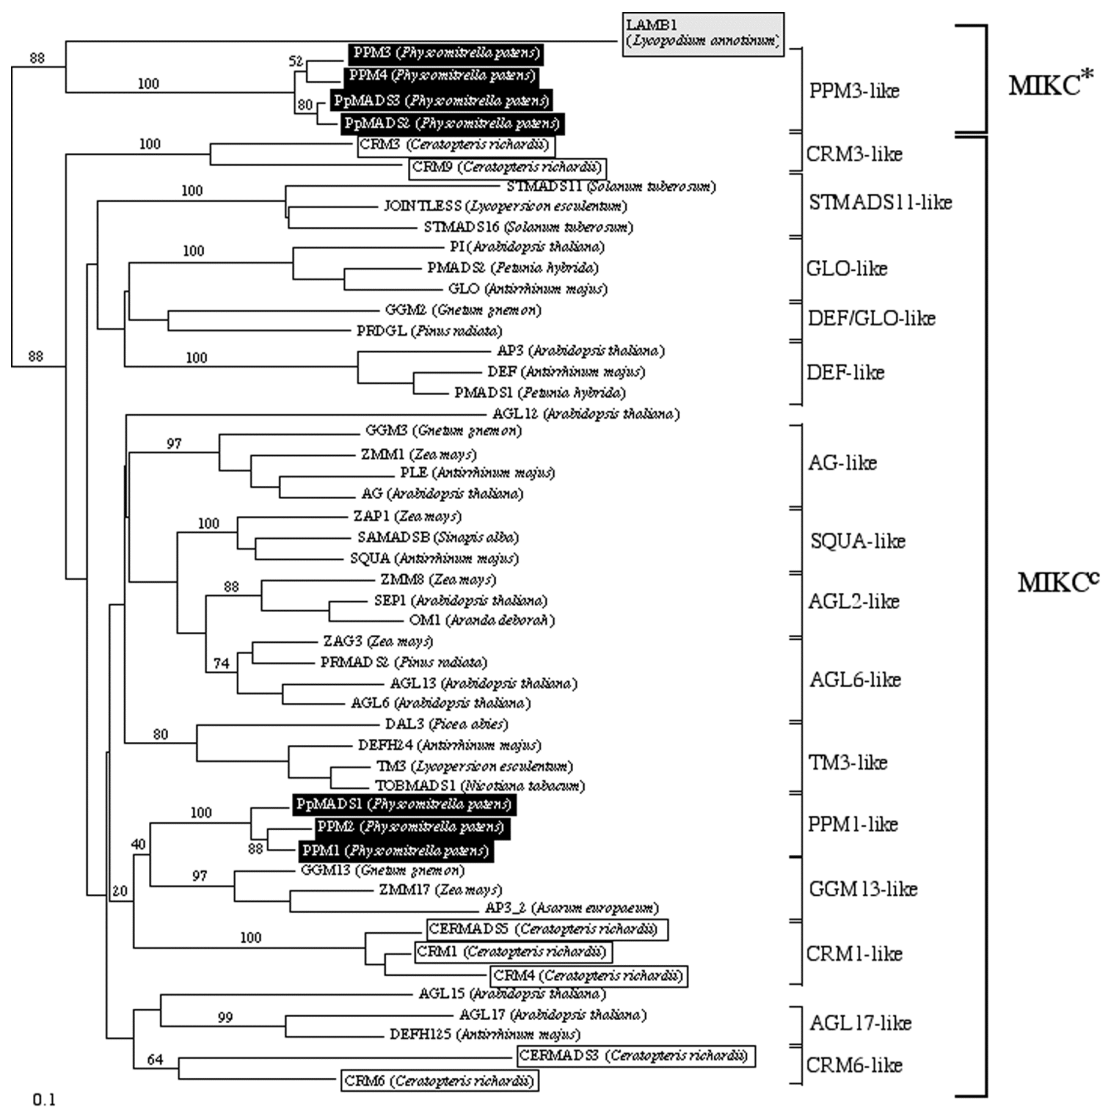 LAMB1
(Lycopodium annotinum)
88
PPM3 (Physcomitrella patens)
52
PPM4 (Physcomitrella patens)
100
PPM3-like
MIKC*
PpMADS3 (Physcomitrella patens)
80
PpMADS2 (Physcomitrella patens)
100
CRM3 (Ceratopteris richardii)
CRM3-like
CRM9 (Ceratopteris richardii)
STMADS11 (Solanum tuberosum)
100
JOINTLESS (Lycopersicon esculentum)
STMADS11-like
STMADS16 (Solanum tuberosum)
PI (Arabidopsis thaliana)
100
PMADS2 (Petunia hybrida)
GLO-like
GLO (Antirrhinum majus)
GGM2 (Gnetum gnemon)
DEF/GLO-like
PRDGL (Pinus radiata)
88
AP3 (Arabidopsis thaliana)
100
DEF (Antirrhinum majus)
DEF-like
PMADS1 (Petunia hybrida)
AGL12 (Arabidopsis thaliana)
GGM3 (Gnetum gnemon)
97
ZMM1 (Zea mays)
AG-like
PLE (Antirrhinum majus)
AG (Arabidopsis thaliana)
ZAP1 (Zea mays)
100
SAMADSB (Sinapis alba)
SQUA-like
SQUA (Antirrhinum majus)
ZMM8 (Zea mays)
MIKCc
88
SEP1 (Arabidopsis thaliana)
AGL2-like
OM1 (Aranda deborah)
ZAG3 (Zea mays)
74
PRMADS2 (Pinus radiata)
AGL6-like
AGL13 (Arabidopsis thaliana)
AGL6 (Arabidopsis thaliana)
DAL3 (Picea abies)
80
DEFH24 (Antirrhinum majus)
TM3-like
TM3 (Lycopersicon esculentum)
TOBMADS1 (Nicotiana tabacum)
PpMADS1 (Physcomitrella patens)
100
PPM2 (Physcomitrella patens)
PPM1-like
40
88
PPM1 (Physcomitrella patens)
GGM13 (Gnetum gnemon)
97
20
ZMM17 (Zea mays)
GGM13-like
AP3_2 (Asarum europaeum)
CERMADS5 (Ceratopteris richardii)
100
CRM1 (Ceratopteris richardii)
CRM1-like
CRM4 (Ceratopteris richardii)
AGL15 (Arabidopsis thaliana)
AGL17 (Arabidopsis thaliana)
99
AGL17-like
DEFH125 (Antirrhinum majus)
CERMADS3 (Ceratopteris richardii)
64
CRM6-like
CRM6 (Ceratopteris richardii)
0.1